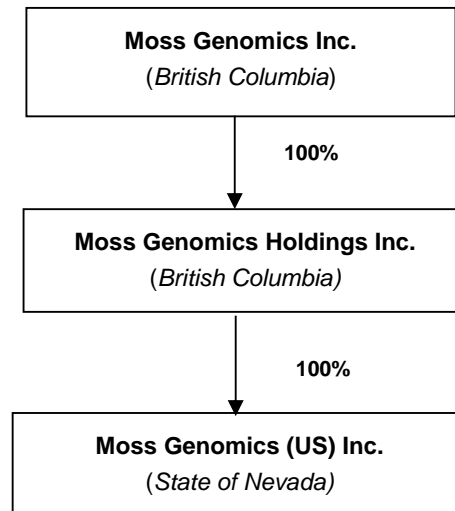 Moss Genomics Inc.
(British Columbia)
100%
Moss Genomics Holdings Inc.
(British Columbia)
100%
Moss Genomics (US) Inc.
(State of Nevada)